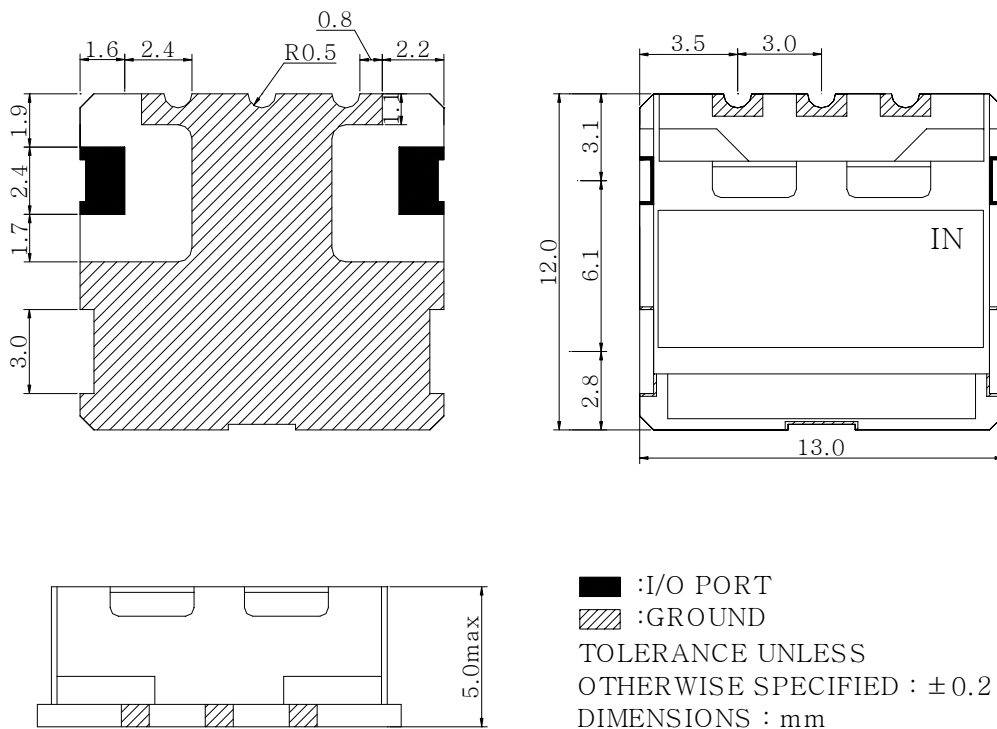 0.8
1.6
2.4
R0.5
2.2
1.9
2.4
1.7
3.0
3.5
3.0
3.1
12.0
6.1
IN
2.8
13.0
5.0max
:I/O PORT
:GROUND
TOLERANCE UNLESS
OTHERWISE SPECIFIED : ±0.2
DIMENSIONS : mm